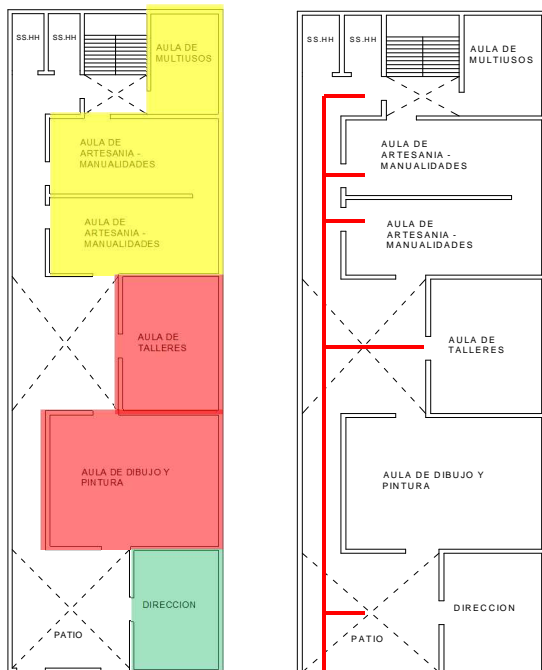 SS.HH
SS.HH
AULA DE
MULTIUSOS
AULA DE
ARTESANIA -
MANUALIDADES
AULA DE
ARTESANIA -
MANUALIDADES
AULA DE
TALLERES
AULA DE DIBUJO Y
PINTURA
DIRECCION
PATIO
SS.HH
SS.HH
AULA DE
MULTIUSOS
AULA DE
ARTESANIA -
MANUALIDADES
AULA DE
ARTESANIA -
MANUALIDADES
AULA DE
TALLERES
AULA DE DIBUJO Y
PINTURA
DIRECCION
PATIO